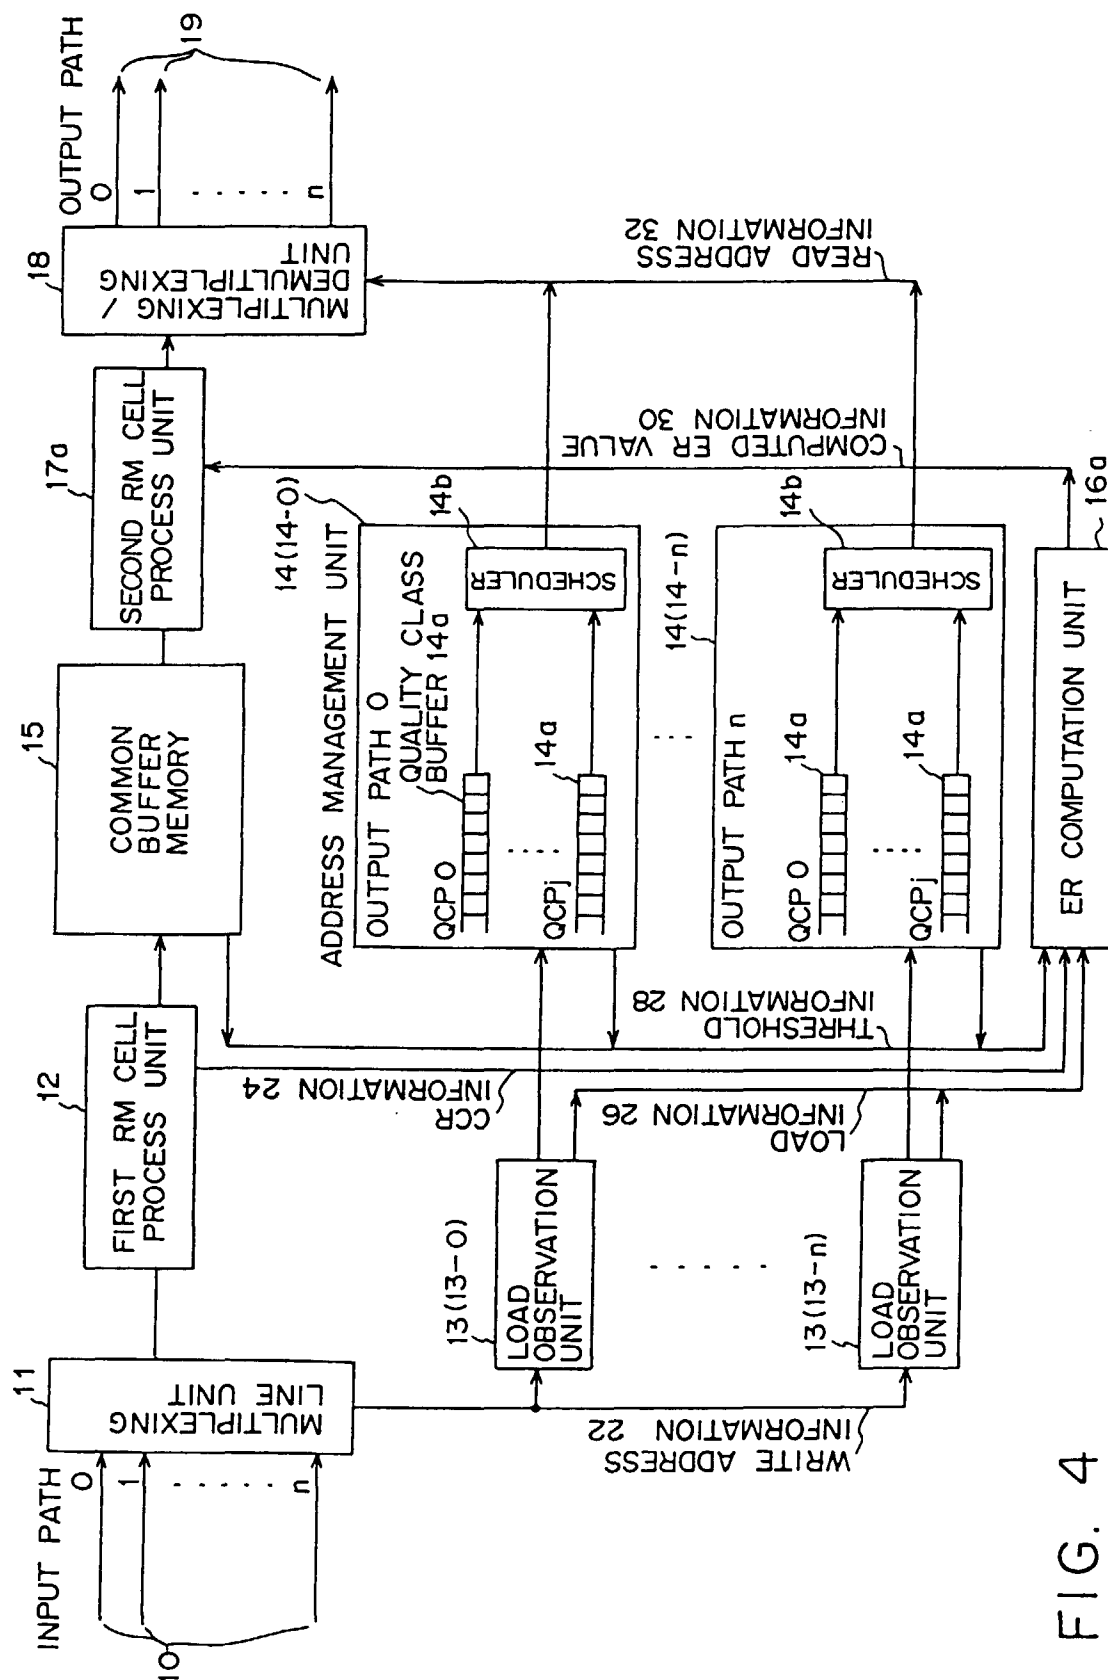 INPUT PATH
0
1
n
10
11
MULTIPLEXING
LINE UNIT
12
FIRST RM CELL
PROCESS UNIT
15
COMMON
BUFFER
MEMORY
17a
SECOND RM CELL
PROCESS UNIT
18
MULTIPLEXING /
DEMULTIPLEXING
UNIT
OUTPUT PATH
0
1
n
19
WRITE ADDRESS
INFORMATION 22
13(13-0)
LOAD
OBSERVATION
UNIT
13(13-n)
LOAD
OBSERVATION
UNIT
CCR
INFORMATION 24
LOAD
INFORMATION 26
THRESHOLD
INFORMATION 28
ADDRESS MANAGEMENT UNIT
14(14-0)
OUTPUT PATH 0
QUALITY CLASS
BUFFER 14a
QCP 0
QCPj
14a
14b
SCHEDULER
14(14-n)
OUTPUT PATH n
QCP 0
14a
QCPj
14a
14b
SCHEDULER
COMPUTED ER VALUE
INFORMATION 30
READ ADDRESS
INFORMATION 32
ER COMPUTATION UNIT
16a
FIG. 4